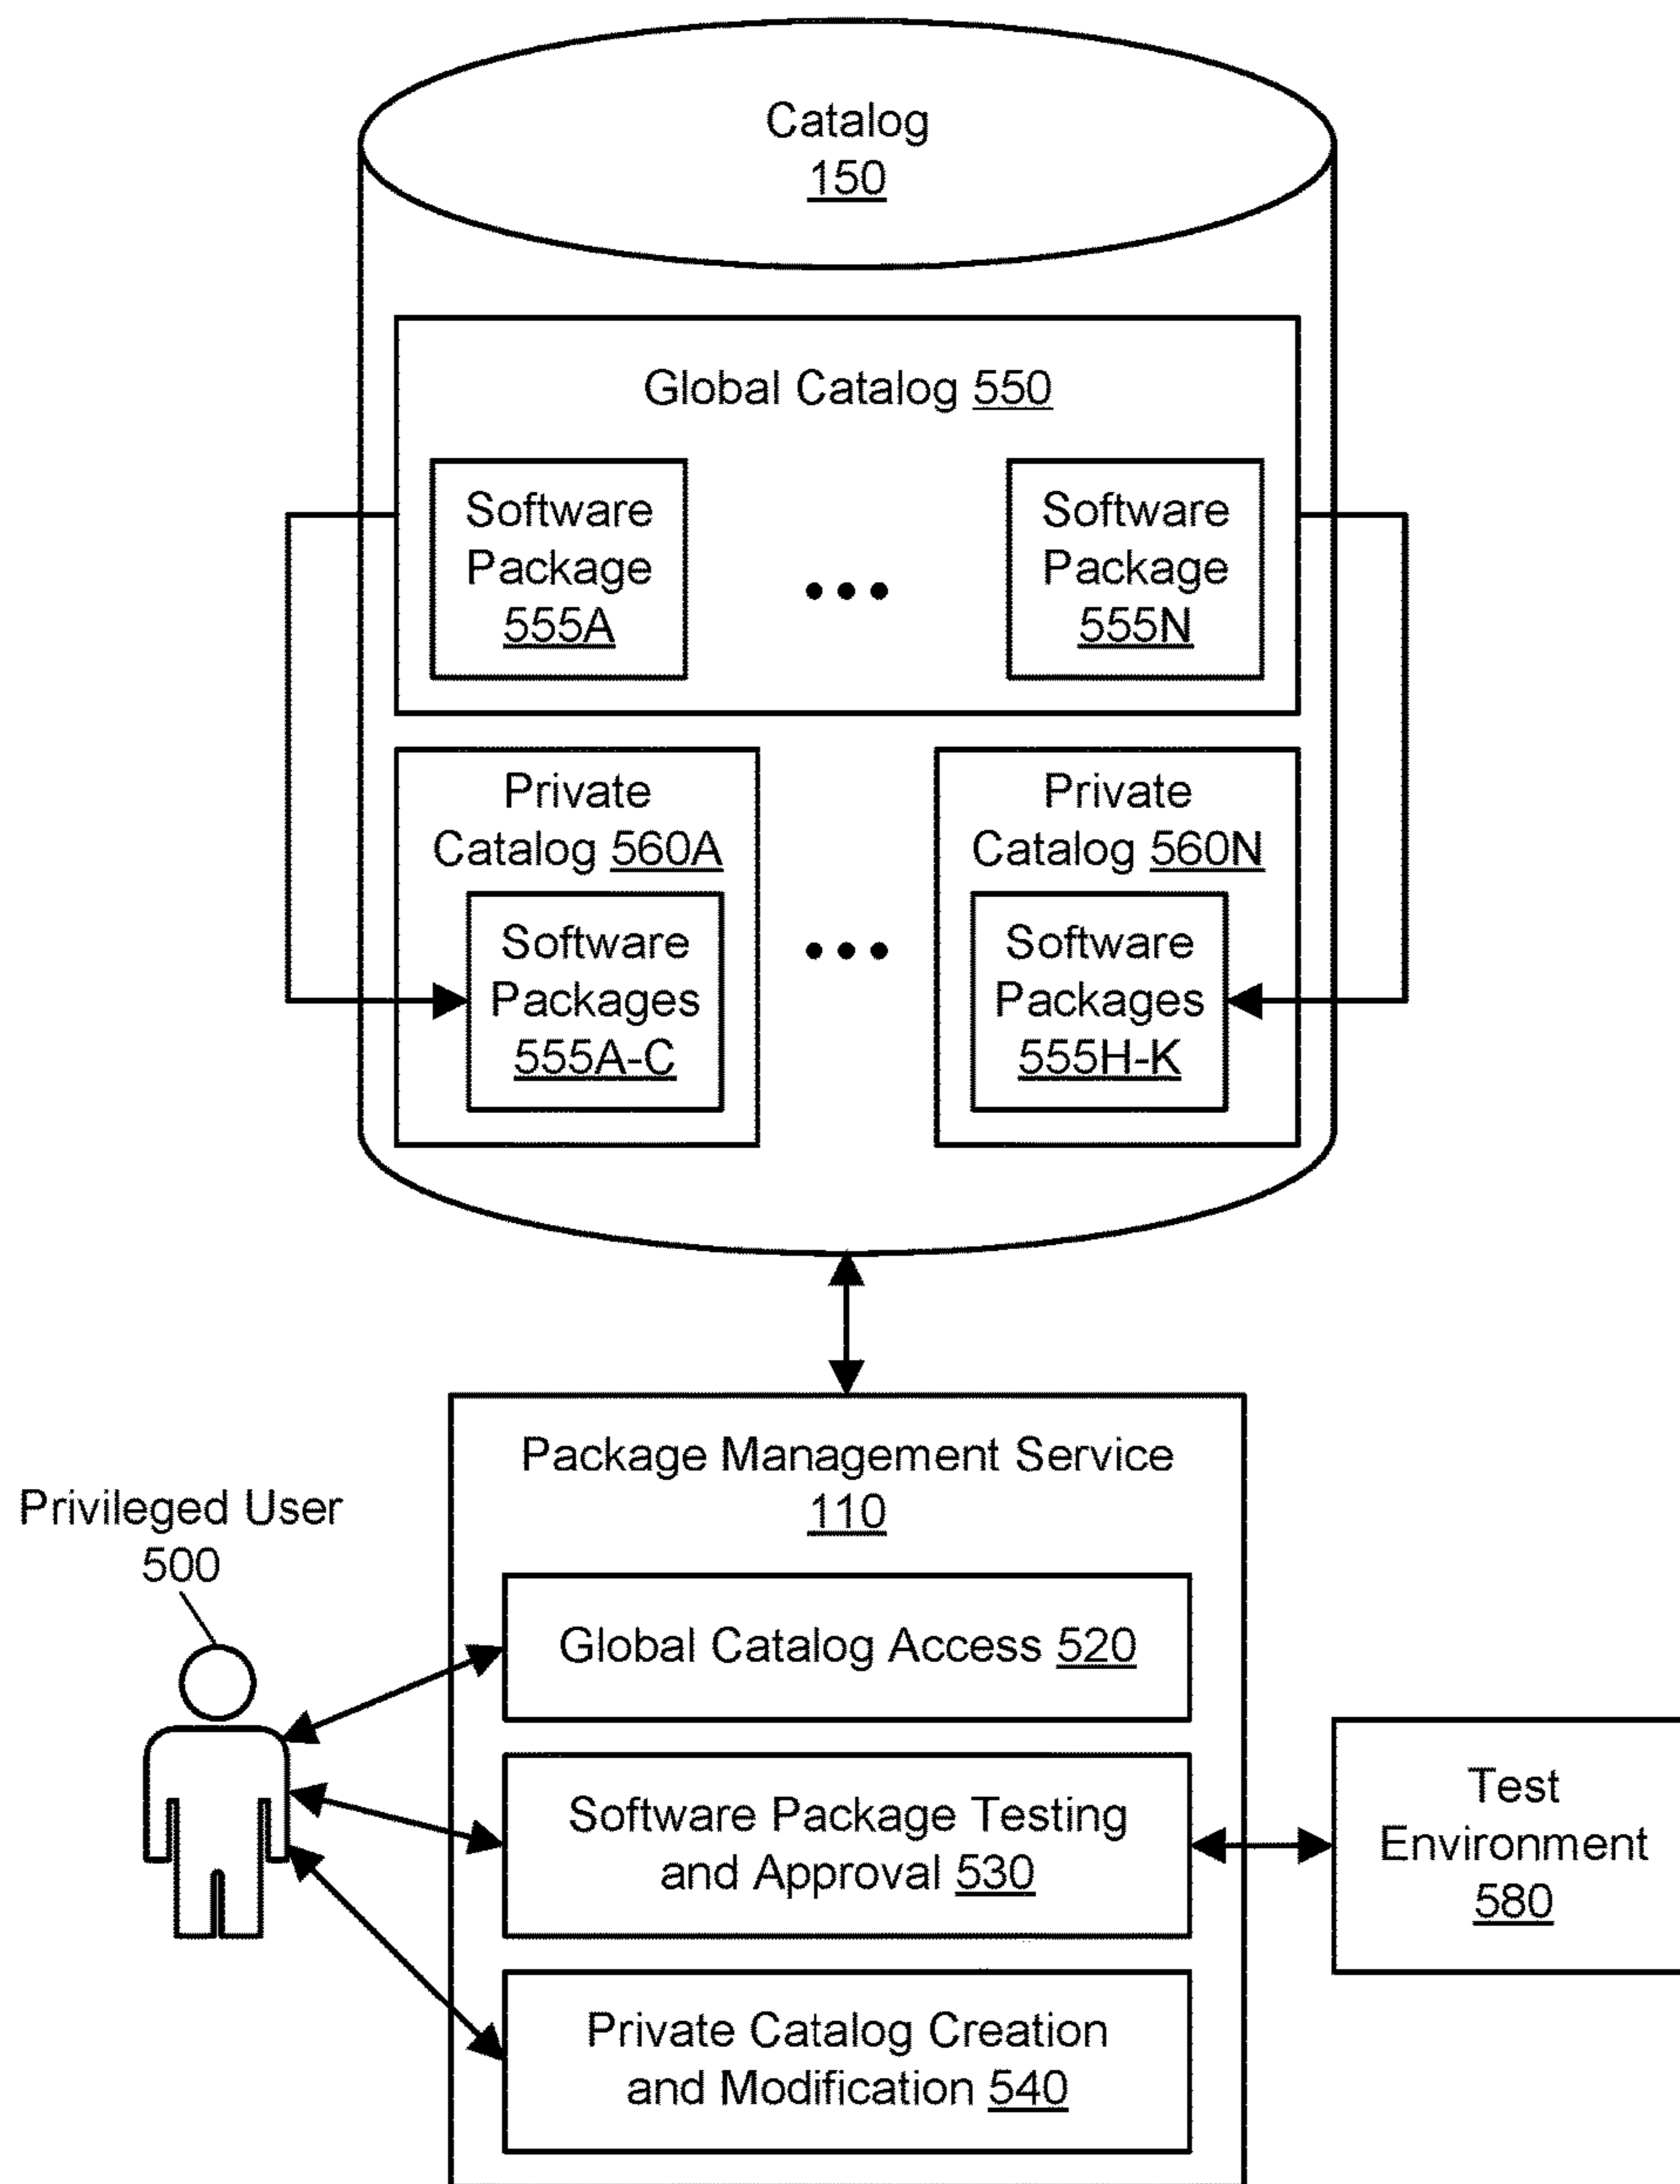 Catalog
150
Global Catalog 550
Software
Package
555A
Software
Package
555N
Private
Catalog 560A
Software
Packages
555A-C
Private
Catalog 560N
Software
Packages
555H-K
Package Management Service
110
Privileged User
500
Global Catalog Access 520
Software Package Testing
and Approval 530
Test
Environment
580
Private Catalog Creation
and Modification 540